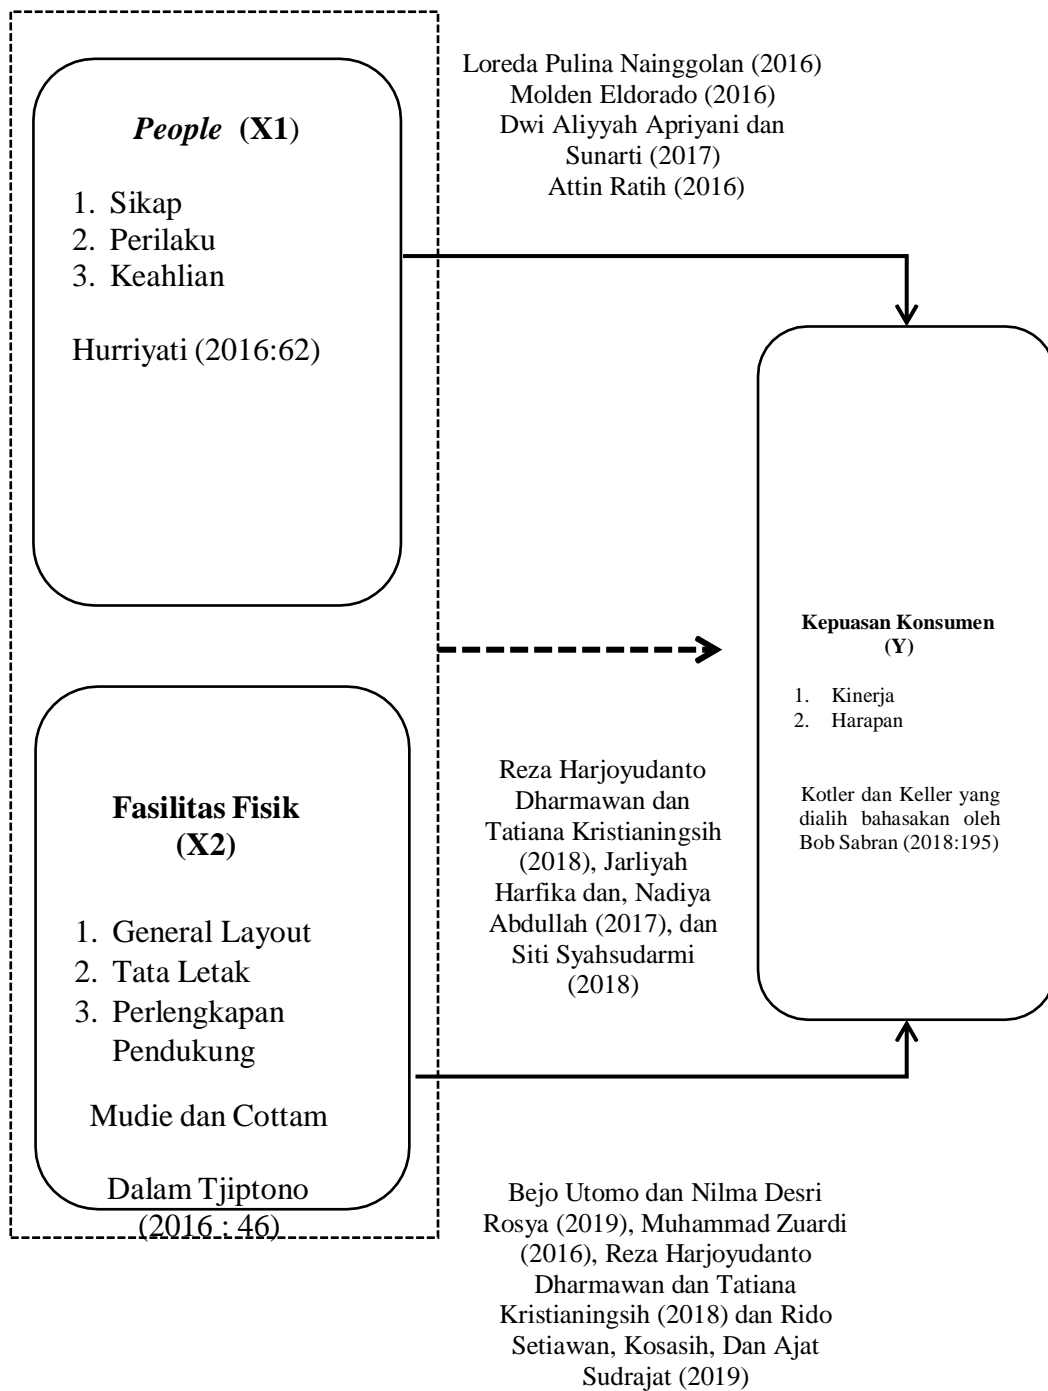 Loreda Pulina Nainggolan (2016)
Molden Eldorado (2016)
Dwi Aliyyah Apriyani dan
Sunarti (2017)
Attin Ratih (2016)
People (X1)
1. Sikap
2. Perilaku
3. Keahlian
Hurriyati (2016:62)
Kepuasan Konsumen
(Y)
1. Kinerja
2. Harapan
Kotler dan Keller yang
dialih bahasakan oleh
Bob Sabran (2018:195)
Reza Harjoyudanto
Dharmawan dan
Tatiana Kristianingsih
(2018), Jarliyah
Harfika dan, Nadiya
Abdullah (2017), dan
Siti Syahsudarmi
(2018)
Fasilitas Fisik
(X2)
1. General Layout
2. Tata Letak
3. Perlengkapan
Pendukung
Mudie dan Cottam
Dalam Tjiptono
(2016 : 46)
Bejo Utomo dan Nilma Desri
Rosya (2019), Muhammad Zuardi
(2016), Reza Harjoyudanto
Dharmawan dan Tatiana
Kristianingsih (2018) dan Rido
Setiawan, Kosasih, Dan Ajat
Sudrajat (2019)